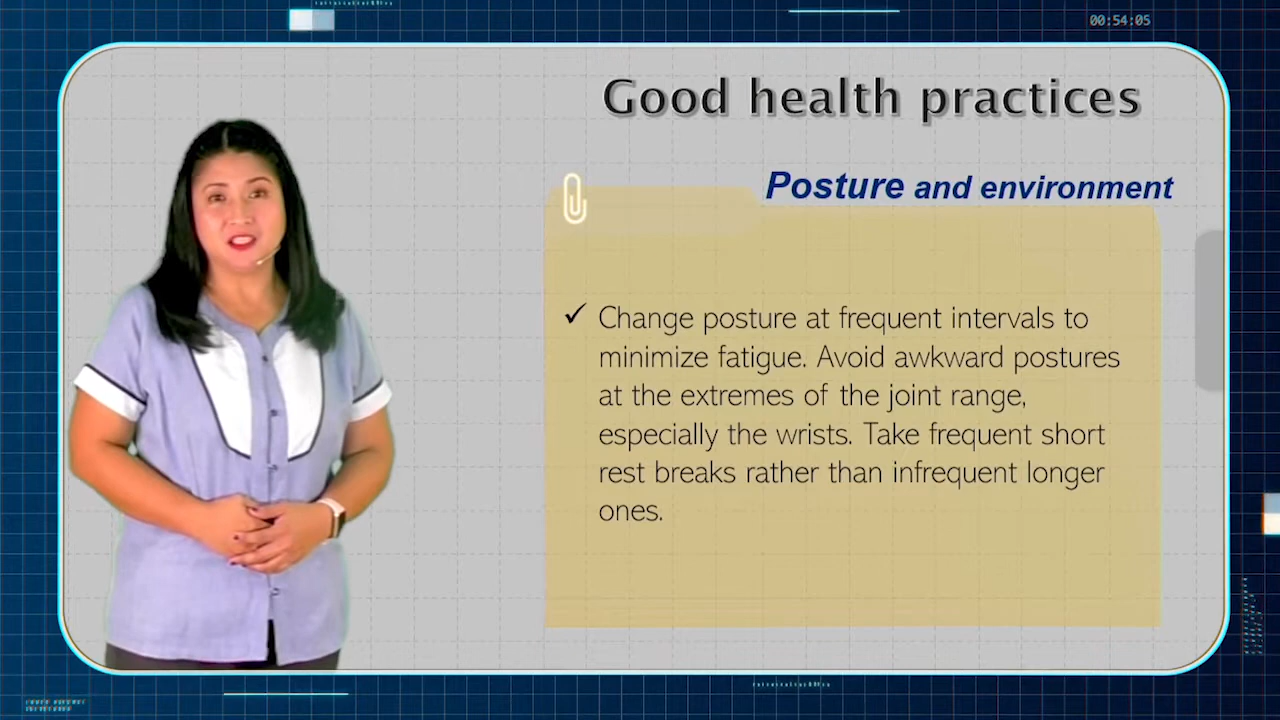 00:54:05
Good health practices
Posture and environment
✓ Change posture at frequent intervals to
minimize fatigue. Avoid awkward postures
at the extremes of the joint range,
especially the wrists. Take frequent short
rest breaks rather than infrequent longer
ones.